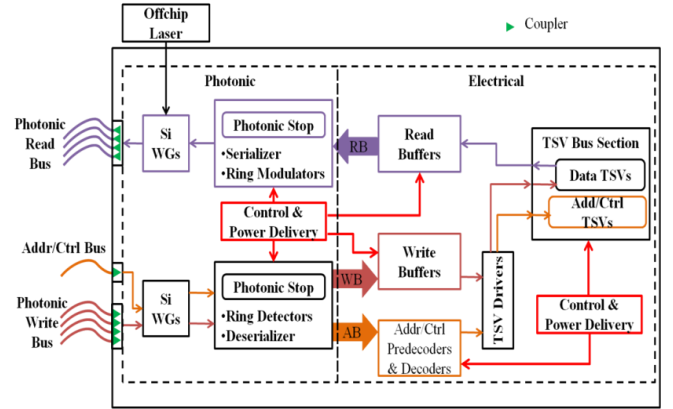 Offchip
Laser
Coupler
Photonic
Electrical
Photonic
Read
Bus
Si
WGs
Photonic Stop
•Serializer
•Ring Modulators
RB
Read
Buffers
TSV Bus Section
Data TSVs
Add/Ctrl
TSVs
Control &
Power Delivery
Addr/Ctrl Bus
Photonic
Write
Bus
Si
WGs
Photonic Stop
•Ring Detectors
•Deserializer
WB
Write
Buffers
AB
Addr/Ctrl
Predecoders
& Decoders
TSV Drivers
Control &
Power Delivery